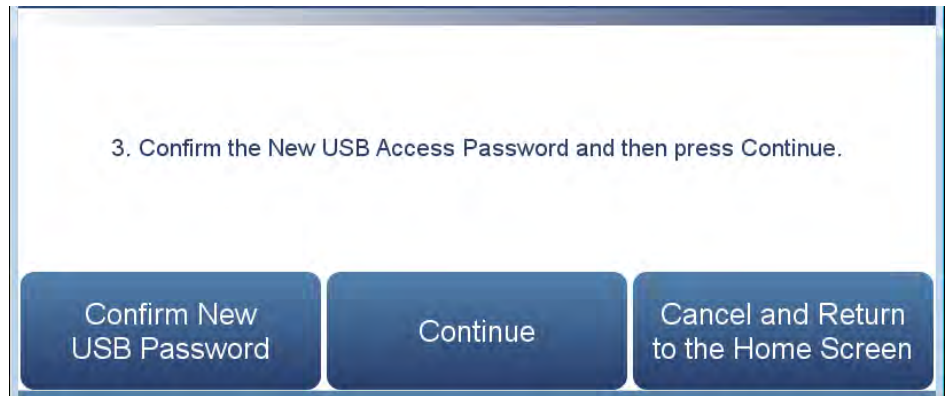 3. Confirm the New USB Access Password and then press Continue.
Confirm New
USB Password
Continue
Cancel and Return
to the Home Screen